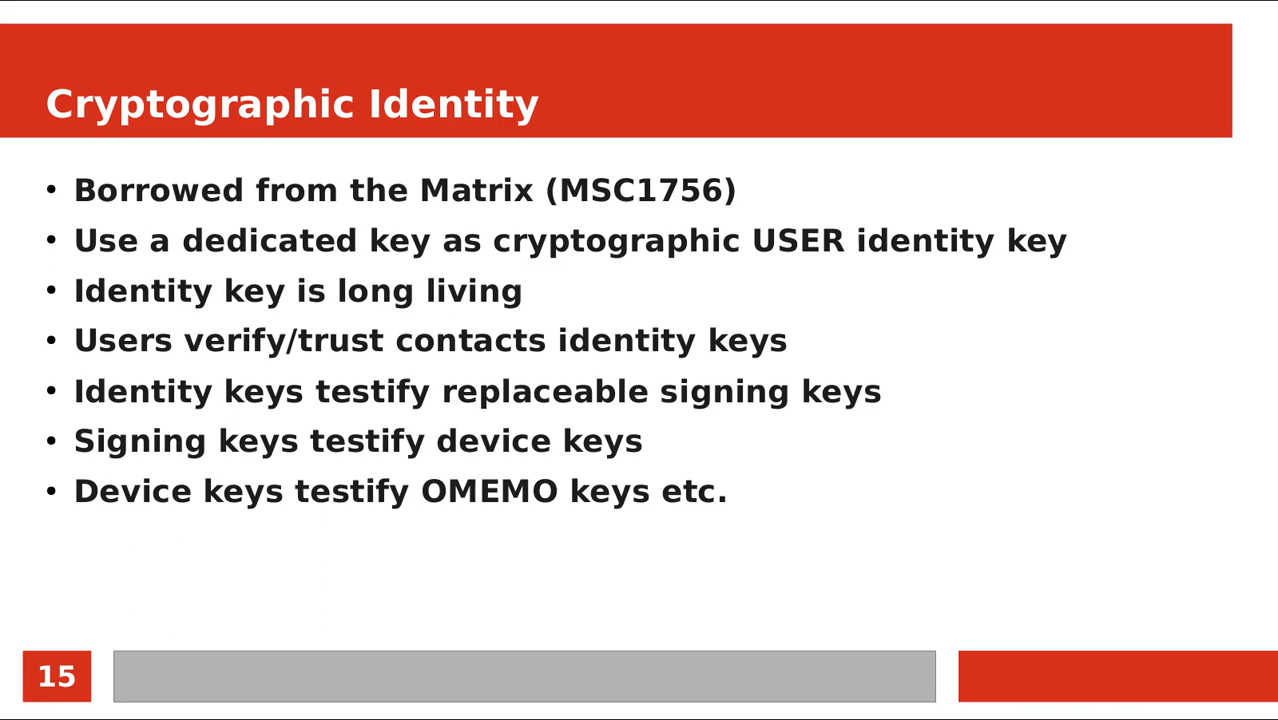 Cryptographic Identity
• Borrowed from the Matrix (MSC1756)
• Use a dedicated key as cryptographic USER identity key
• Identity key is long living
• Users verify/trust contacts identity keys
• Identity keys testify replaceable signing keys
• Signing keys testify device keys
• Device keys testify OMEMO keys etc.
15